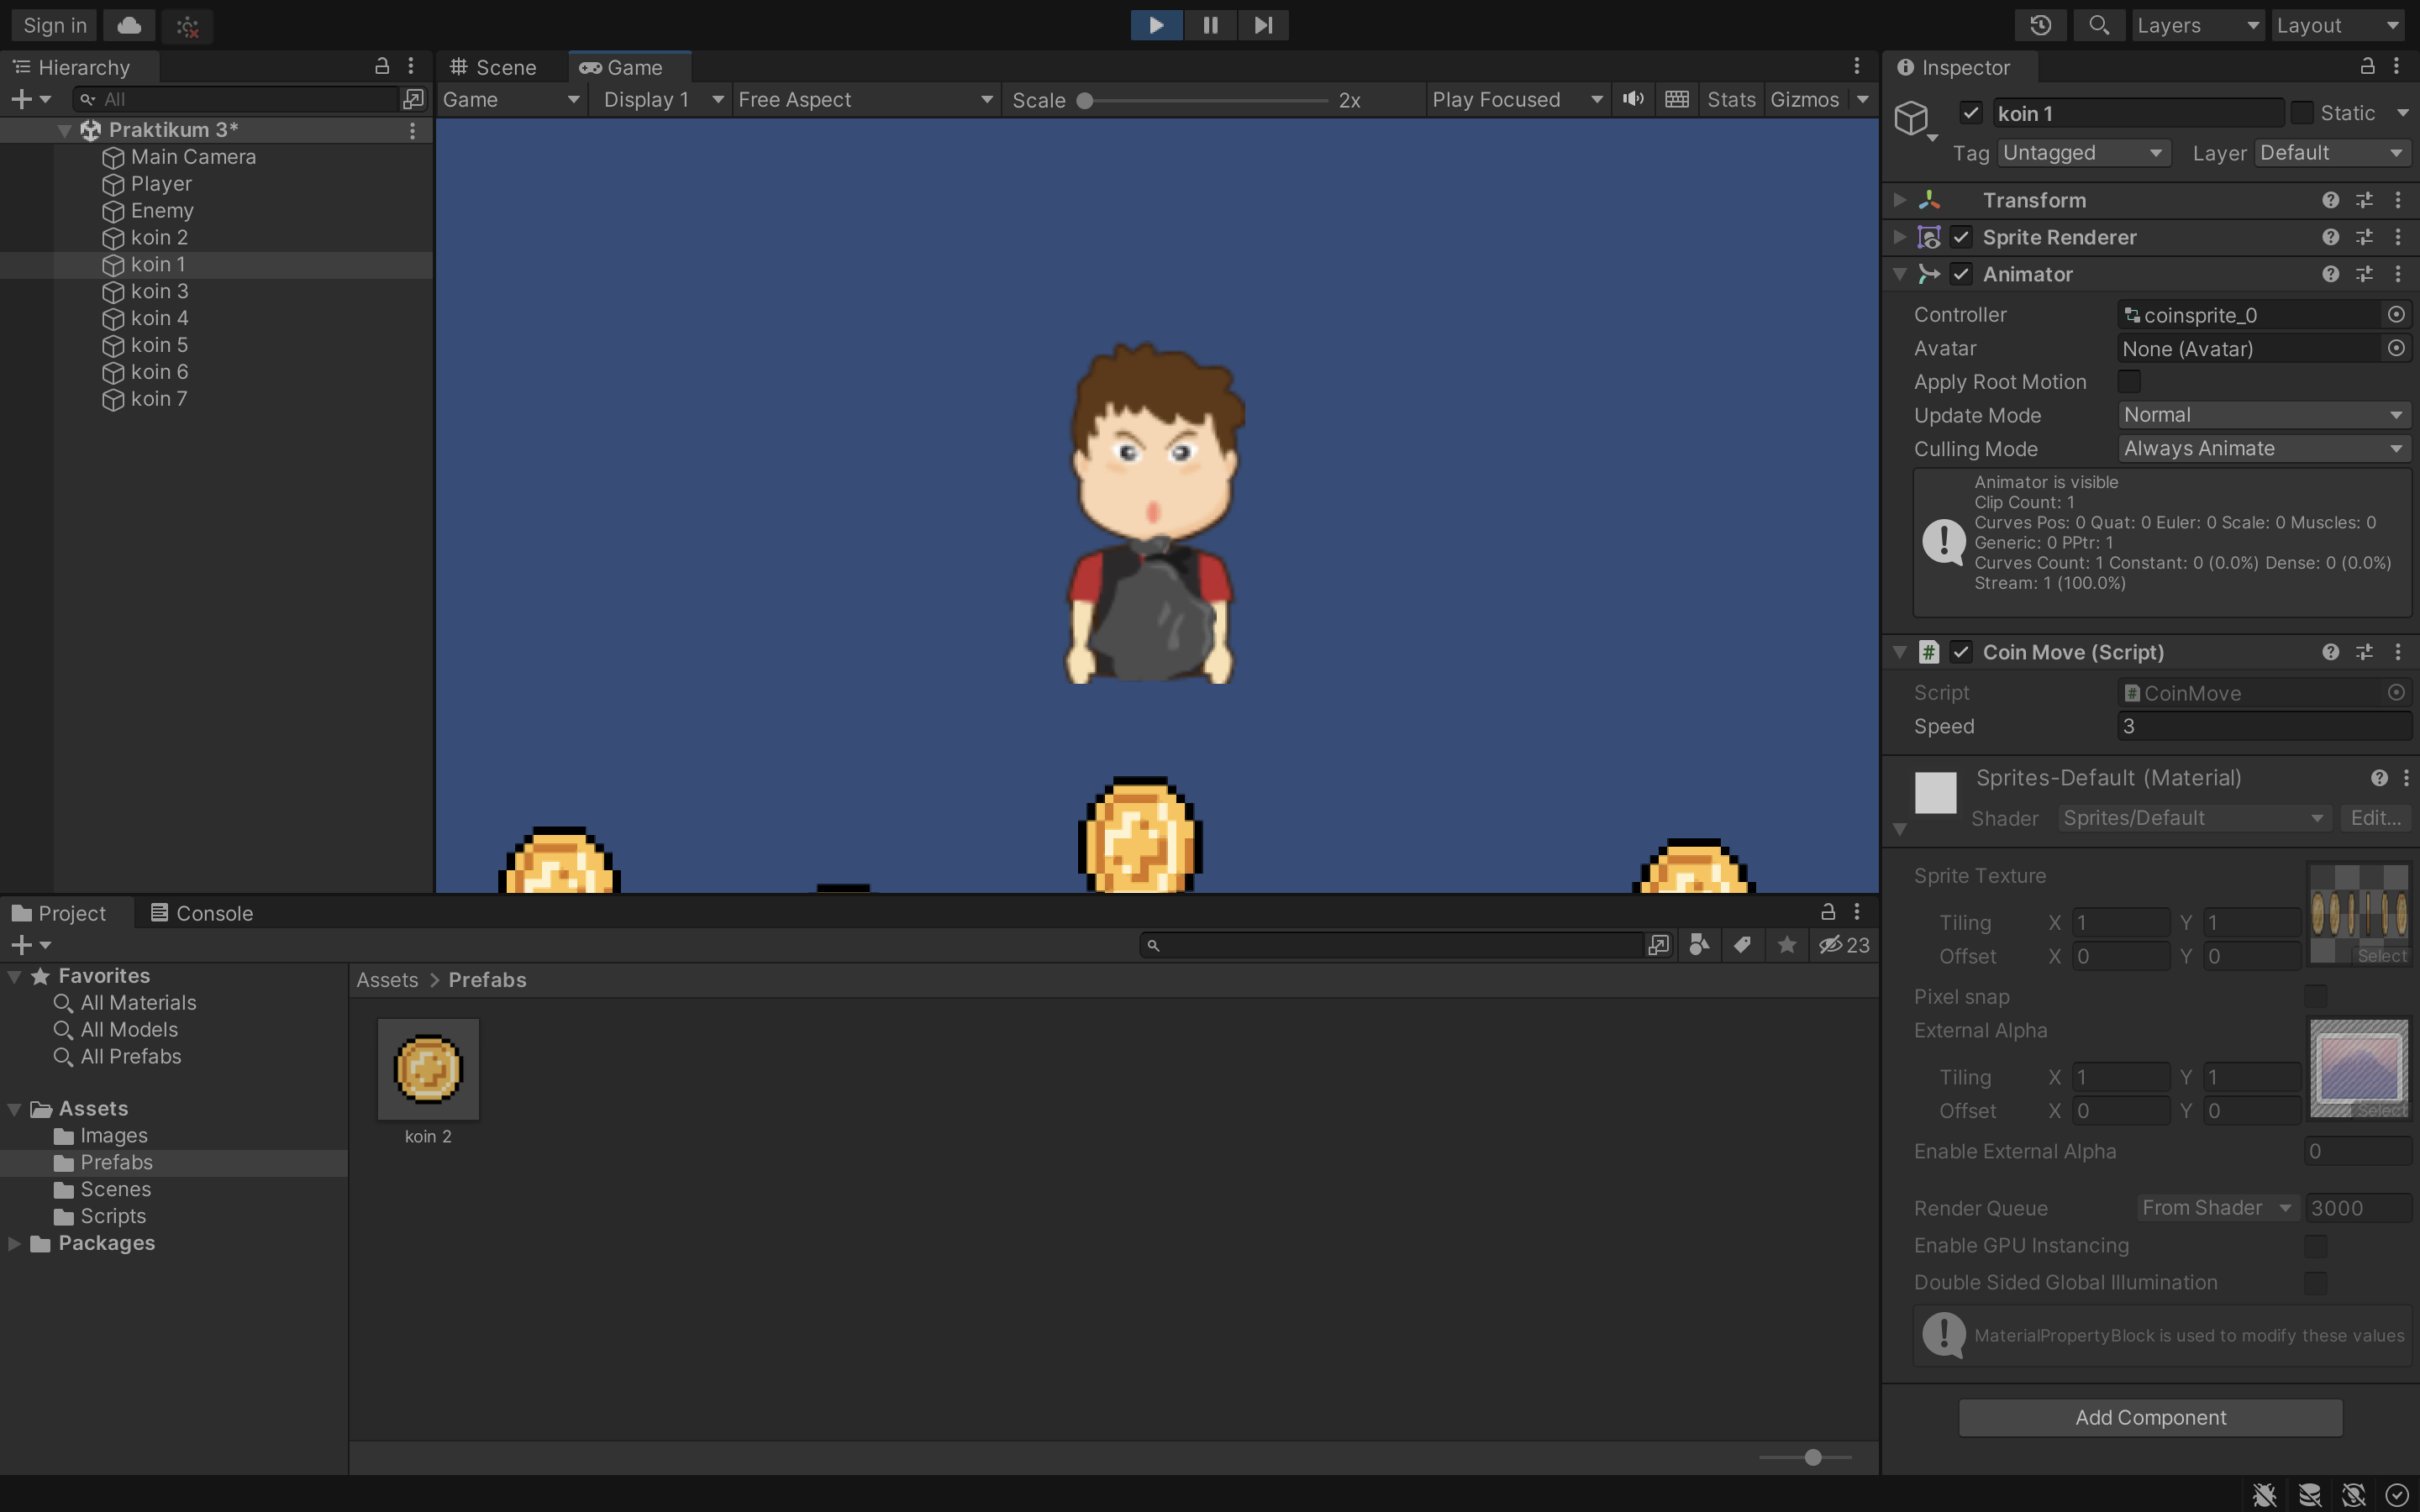 Sign in
Layers
Layout
Hierarchy
All
Praktikum 3*
Main Camera
Player
Enemy
koin 2
koin 1
koin 3
koin 4
koin 5
koin 6
koin 7
Scene
Game
Game
Display 1
Free Aspect
Scale
2x
Play Focused
Stats
Gizmos
Inspector
koin 1
Static
Tag Untagged
Layer Default
Transform
Sprite Renderer
Animator
Controller
coinsprite_0
Avatar
None (Avatar)
Apply Root Motion
Update Mode
Normal
Culling Mode
Always Animate
Animator is visible
Clip Count: 1
Curves Pos: 0 Quat: 0 Euler: 0 Scale: 0 Muscles: 0
Generic: 0 PPtr: 1
Curves Count: 1 Constant: 0 (0.0%) Dense: 0 (0.0%)
Stream: 1 (100.0%)
# Coin Move (Script)
Script
# CoinMove
Speed
3
Sprites-Default (Material)
Shader Sprites/Default Edit...
Sprite Texture
Tiling X 1 Y 1
Offset X 0 Y 0
Select
Pixel snap
External Alpha
Tiling X 1 Y 1
Offset X 0 Y 0
Select
Enable External Alpha
0
Render Queue
From Shader
3000
Enable GPU Instancing
Double Sided Global Illumination
MaterialPropertyBlock is used to modify these values
Add Component
Project
Console
23
Favorites
All Materials
All Models
All Prefabs
Assets
Images
Prefabs
Scenes
Scripts
Packages
Assets > Prefabs
koin 2